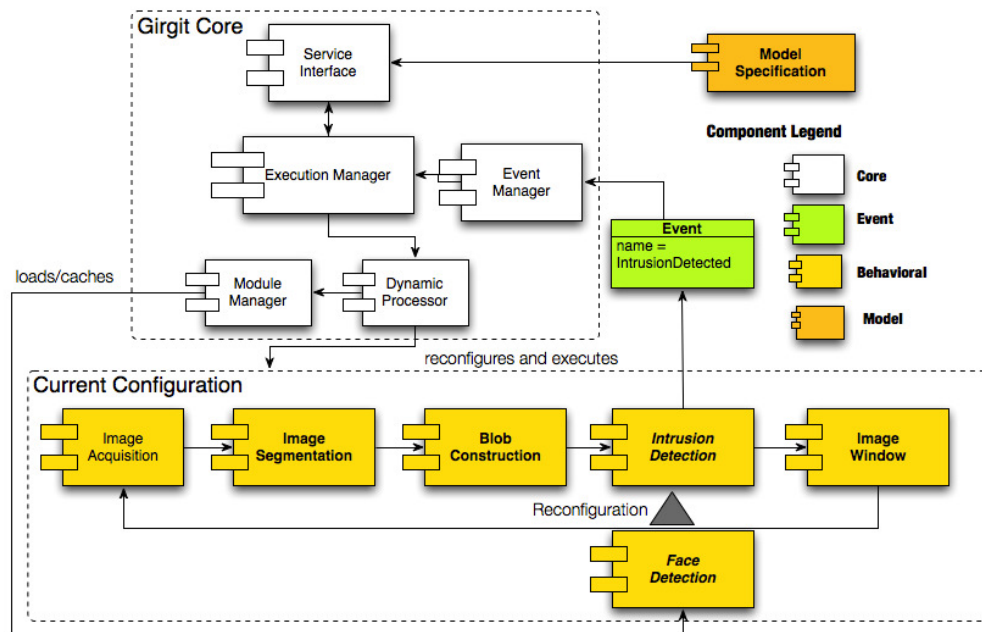 Girgit Core
Service
Interface
Model
Specification
Component Legend
Execution Manager
Event
Manager
Core
Event
name =
IntrusionDetected
Event
Behavioral
Model
loads/caches
Module
Manager
Dynamic
Processor
reconfigures and executes
Current Configuration
Image
Acquisition
Image
Segmentation
Blob
Construction
Intrusion
Detection
Image
Window
Reconfiguration
Face
Detection